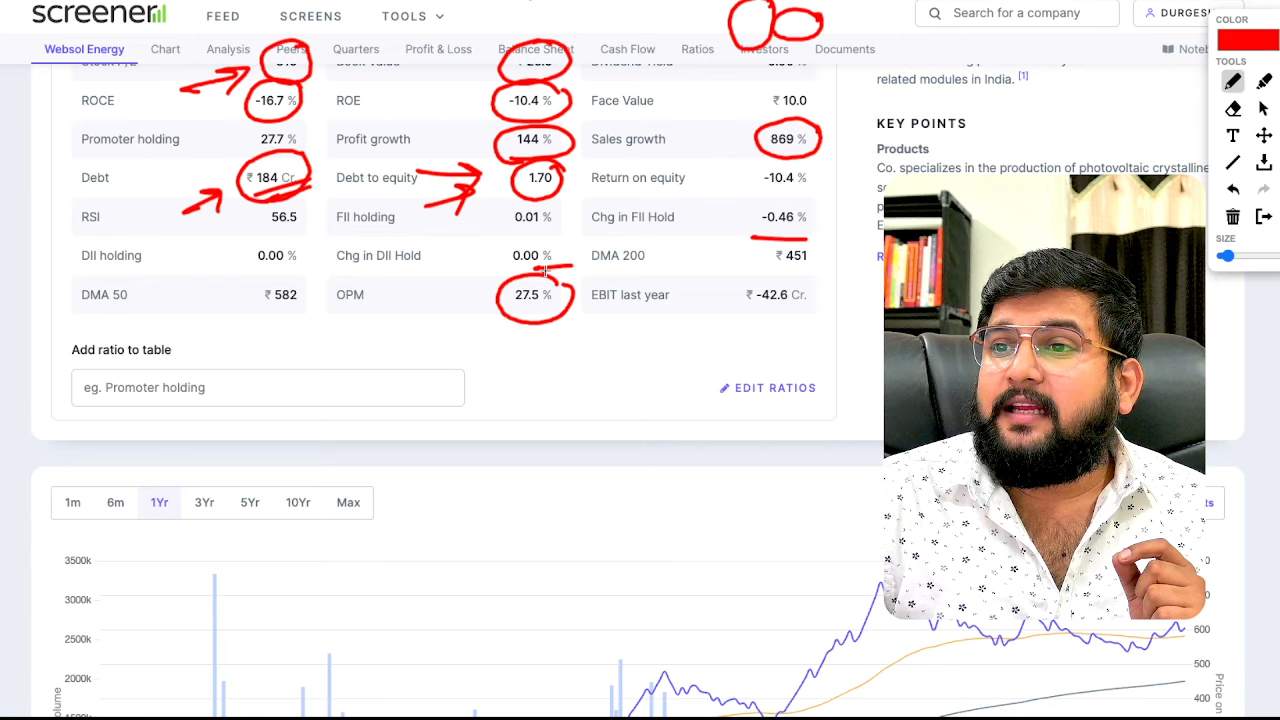 screener
FEED
SCREENS
TOOLS
Search for a company
COLOR
Websol Energy
Chart
Analysis
Peers
Quarters
Profit & Loss
Balance Sheet
Cash Flow
Ratios
Investors
Documents
TOOLS
related modules in India. [1]
ROCE -16.7 %
ROE -10.4 %
Face Value ₹ 10.0
KEY POINTS
Promoter holding 27.7 %
Profit growth 144 %
Sales growth 869 %
Products
Co. specializes in the production of photovoltaic crystalline
Debt ₹ 184 Cr.
Debt to equity 1.70
Return on equity -10.4 %
RSI 56.5
FII holding 0.01 %
Chg in FII Hold -0.46 %
SIZE
DII holding 0.00 %
Chg in DII Hold 0.00 %
DMA 200 ₹ 451
DMA 50 ₹ 582
OPM 27.5 %
EBIT last year ₹ -42.6 Cr.
Add ratio to table
eg. Promoter holding
EDIT RATIOS
1m
6m
1Yr
3Yr
5Yr
10Yr
Max
3500k
3000k
2500k
600
500
2000k
400
Volume
Price on